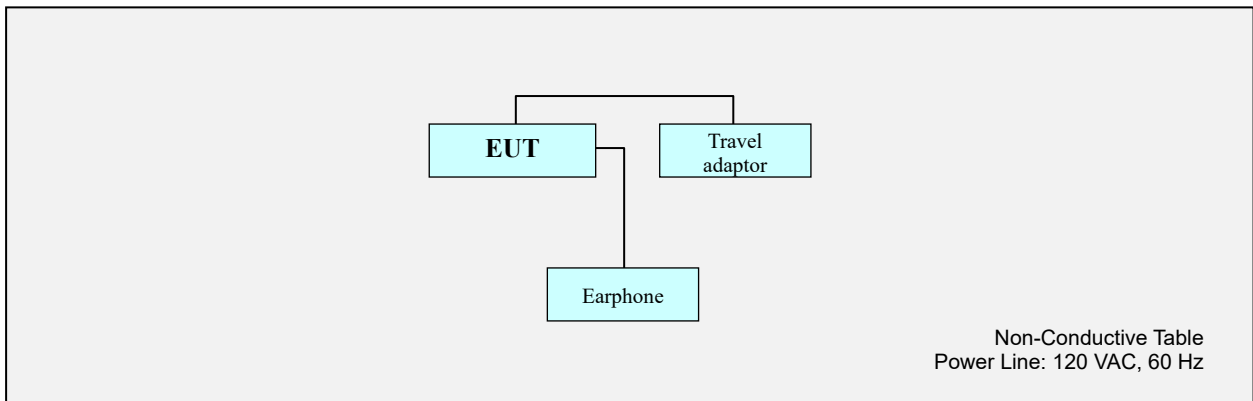 EUT
Travel
adaptor
Earphone
Non-Conductive Table
Power Line: 120 VAC, 60 Hz